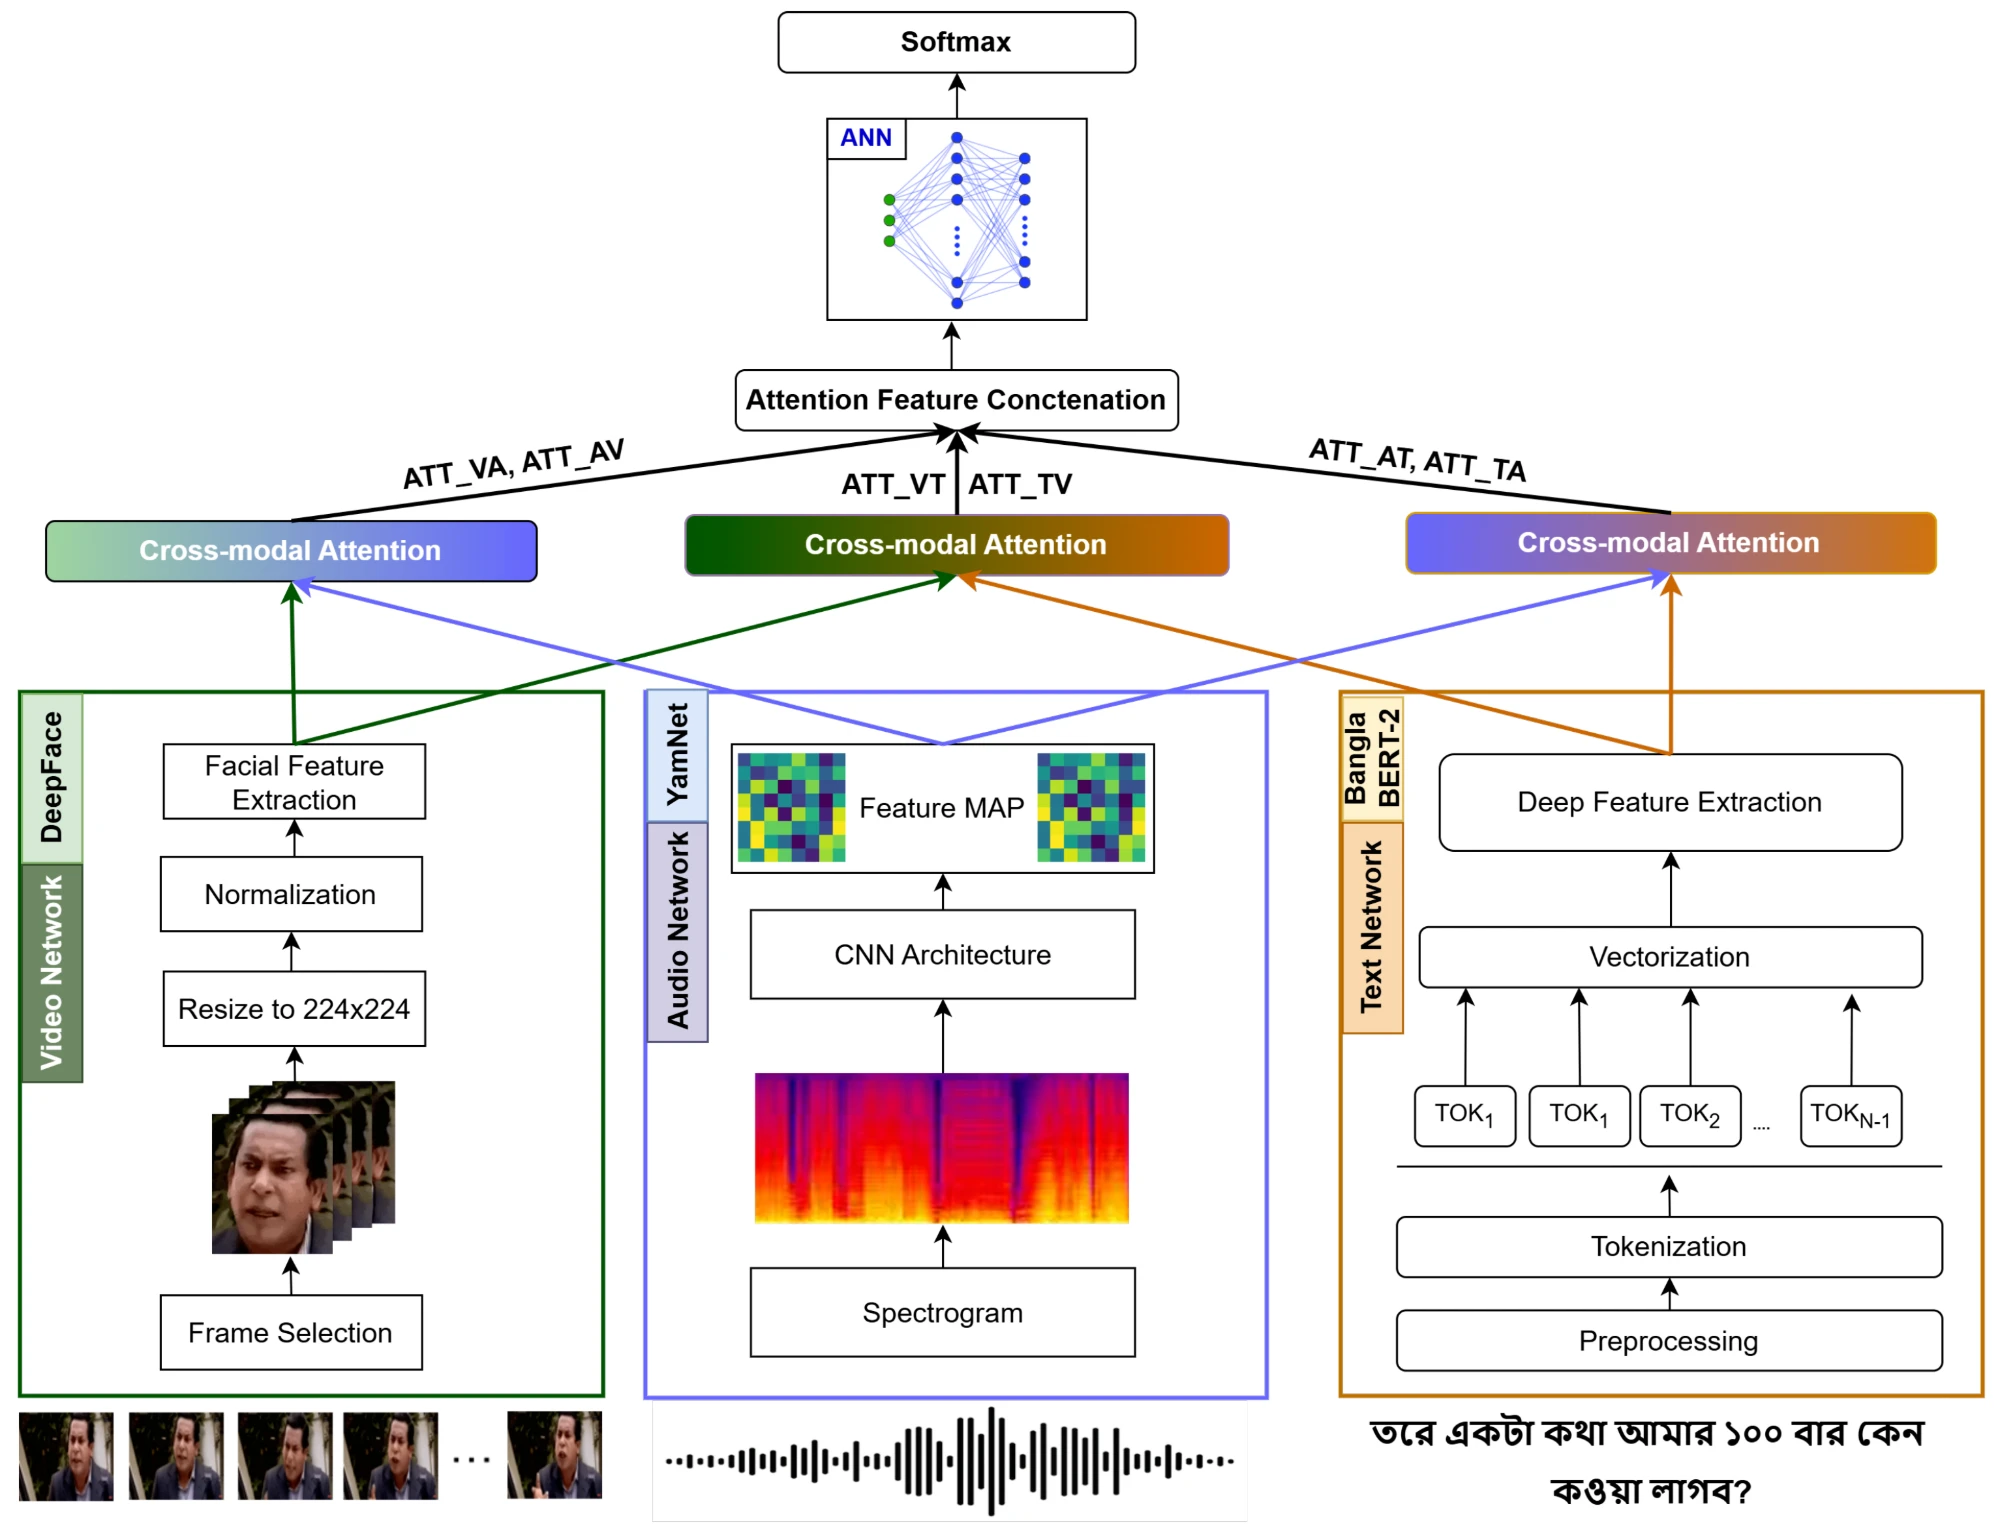 Softmax
ANN
Attention Feature Conctenation
ATT_VA, ATT_AV
ATT_VT
ATT_TV
ATT_AT, ATT_TA
Cross-modal Attention
Cross-modal Attention
Cross-modal Attention
DeepFace
Video Network
Facial Feature
Extraction
Normalization
Resize to 224x224
Frame Selection
YamNet
Audio Network
Feature MAP
CNN Architecture
Spectrogram
Bangla
BERT-2
Text Network
Deep Feature Extraction
Vectorization
TOK1 TOK1 TOK2 .... TOKN-1
Tokenization
Preprocessing
. . .
তরে একটা কথা আমার ১০০ বার কেন
কওয়া লাগব?